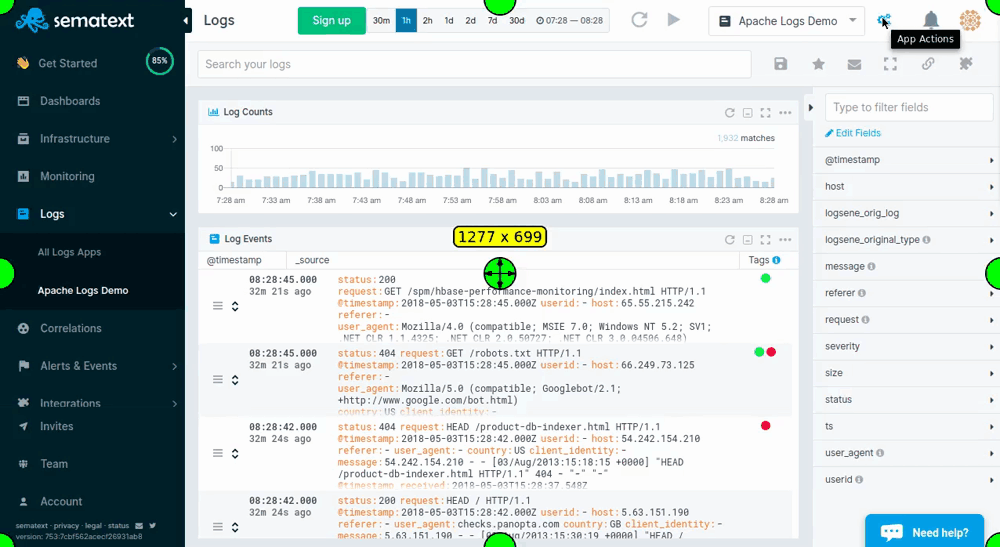 sematext
Logs
Sign up
30m 1h 2h 1d 2d 7d 30d 07:28 — 08:28
Apache Logs Demo
App Actions
Get Started
85%
Dashboards
Infrastructure
Monitoring
Logs
All Logs Apps
Apache Logs Demo
Correlations
Alerts & Events
Integrations
Invites
Team
Account
sematext · privacy · legal · status
version: 753:7cbf562acecf26931ab8
Search your logs
Log Counts
1,932 matches
100
50
0
7:28 am 7:33 am 7:38 am 7:43 am 7:48 am 7:53 am 7:58 am 8:03 am 8:08 am 8:13 am 8:18 am 8:23 am 8:28 am
Log Events
1277 x 699
@timestamp _source Tags
08:28:45.000
32m 21s ago
status:200
request:GET /spm/hbase-performance-monitoring/index.html HTTP/1.1
@timestamp:2018-05-03T15:28:45.000Z userid:- host:65.55.215.242
referer:-
user_agent:Mozilla/4.0 (compatible; MSIE 7.0; Windows NT 5.2; SV1;
.NET CLR 1.1.4325; .NET CLR 2.0.50727; .NET CLR 3.0.04506.648)
08:28:45.000
32m 21s ago
status:404 request:GET /robots.txt HTTP/1.1
@timestamp:2018-05-03T15:28:45.000Z userid:- host:66.249.73.125
referer:-
user_agent:Mozilla/5.0 (compatible; Googlebot/2.1;
+http://www.google.com/bot.html)
country:US client_identity:-
08:28:42.000
32m 24s ago
status:404 request:HEAD /product-db-indexer.html HTTP/1.1
@timestamp:2018-05-03T15:28:42.000Z userid:- host:54.242.154.210
referer:- user_agent:- country:US client_identity:-
message:54.242.154.210 - - [03/Aug/2013:15:18:15 +0000] "HEAD
/product-db-indexer.html HTTP/1.1" 404 - "-" "-"
@timestamp_received:2018-05-03T15:28:37.548Z
08:28:42.000
32m 24s ago
status:200 request:HEAD / HTTP/1.1
@timestamp:2018-05-03T15:28:42.000Z userid:- host:5.63.151.190
referer:- user_agent:checks.panopta.com country:GB client_identity:-
message:5.63.151.190 - - [03/Aug/2013:15:30:19 +0000] "HEAD /
Type to filter fields
Edit Fields
@timestamp
host
logsene_orig_log
logsene_original_type
message
referer
request
severity
size
status
ts
user_agent
userid
Need help?